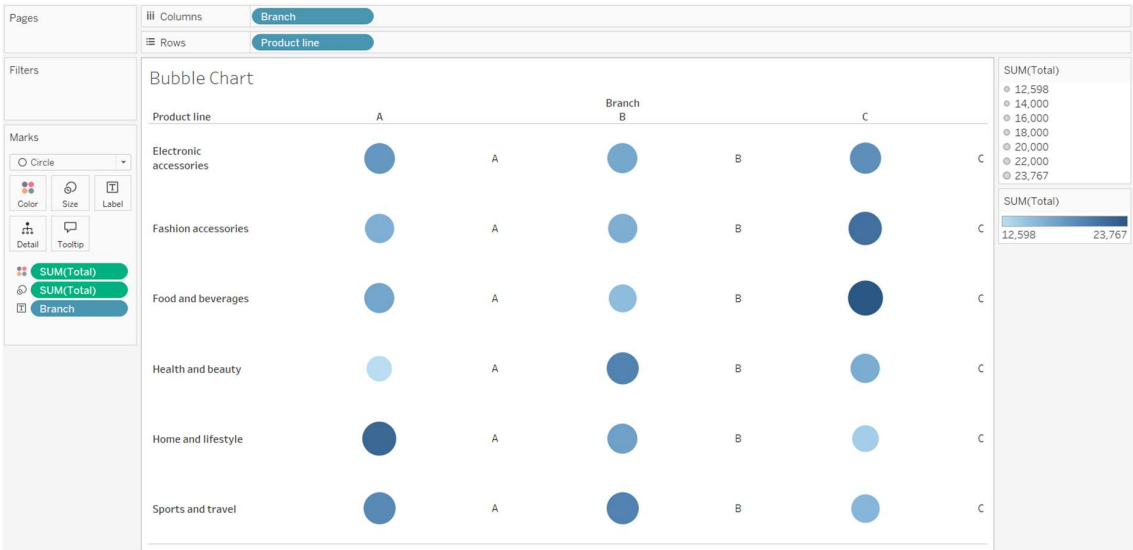 Pages
Columns
Branch
Rows
Product line
Filters
Marks
Circle
Color
Size
Label
Detail
Tooltip
SUM(Total)
SUM(Total)
Branch
Bubble Chart
Branch
Product line A B C
Electronic
accessories A B C
Fashion accessories A B C
Food and beverages A B C
Health and beauty A B C
Home and lifestyle A B C
Sports and travel A B C
SUM(Total)
12,598
14,000
16,000
18,000
20,000
22,000
23,767
SUM(Total)
12,598 23,767